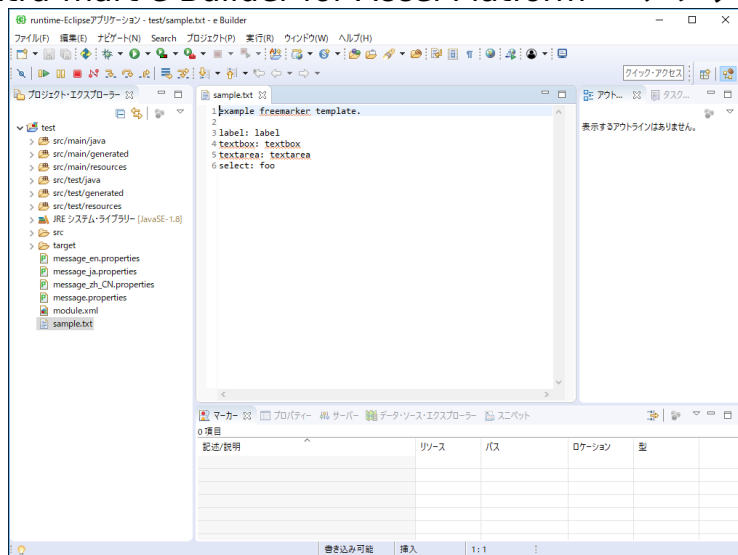 runtime-Eclipseアプリケーション - test/sample.txt - e Builder
ファイル(F) 編集(E) ナビゲート(N) Search プロジェクト(P) 実行(R) ウィンドウ(W) ヘルプ(H)
クイック・アクセス
プロジェクト・エクスプローラー
test
src/main/java
src/main/generated
src/main/resources
src/test/java
src/test/generated
src/test/resources
JRE システム・ライブラリー [JavaSE-1.8]
src
target
message_en.properties
message_ja.properties
message_zh_CN.properties
message.properties
module.xml
sample.txt
sample.txt
1 example freemarker template.
2
3 label: label
4 textbox: textbox
5 textarea: textarea
6 select: foo
アウト... タスク...
表示するアウトラインはありません。
マーカー プロパティー サーバー データ・ソース・エクスプローラー スニペット
0 項目
記述/説明 リソース パス ロケーション 型
書き込み可能 挿入 1 : 1